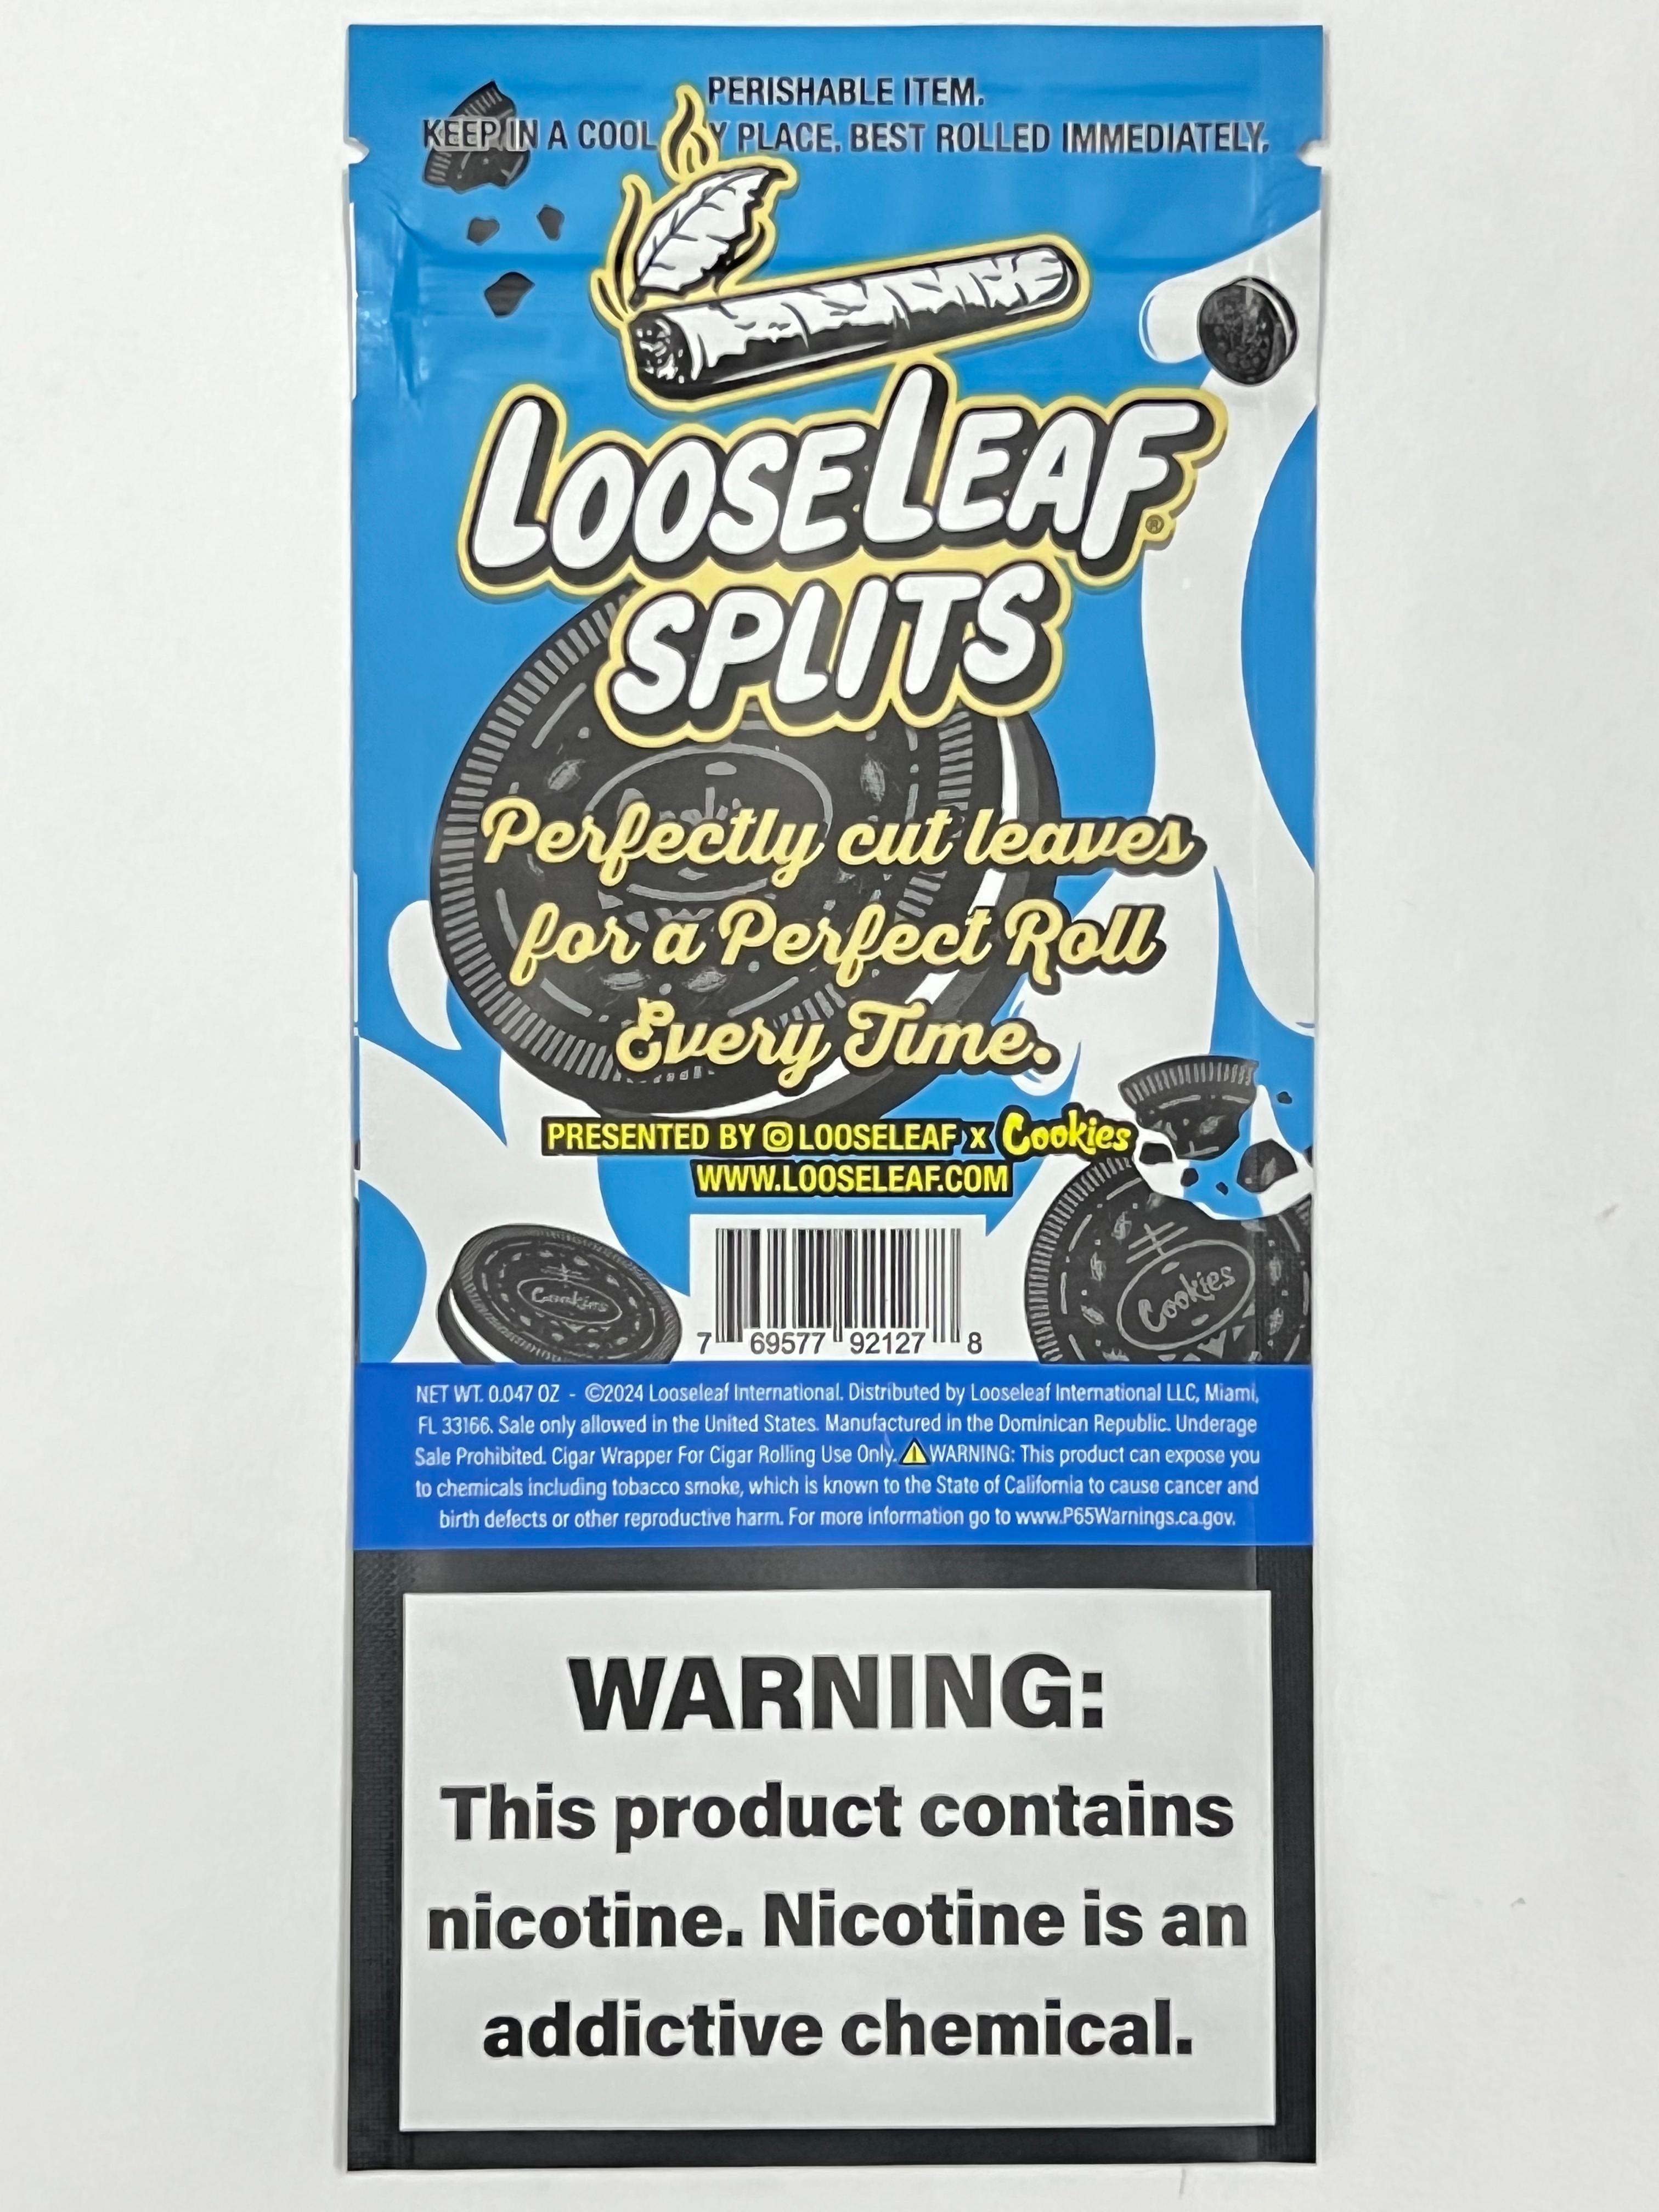 PERISHABLE ITEM.
KEEP IN A COOL Y PLACE. BEST ROLLED IMMEDIATELY.
LOOSELEAF®
SPLITS
Perfectly cut leaves
for a Perfect Roll
Every Time.
PRESENTED BY LOOSELEAF X Cookies
WWW.LOOSELEAF.COM
Cookies
Cookies
7 69577 92127 8
NET WT. 0.047 OZ - ©2024 Looseleaf International. Distributed by Looseleaf International LLC, Miami,
FL 33166. Sale only allowed in the United States. Manufactured in the Dominican Republic. Underage
Sale Prohibited. Cigar Wrapper For Cigar Rolling Use Only. ⚠WARNING: This product can expose you
to chemicals including tobacco smoke, which is known to the State of California to cause cancer and
birth defects or other reproductive harm. For more information go to www.P65Warnings.ca.gov.
WARNING:
This product contains
nicotine. Nicotine is an
addictive chemical.